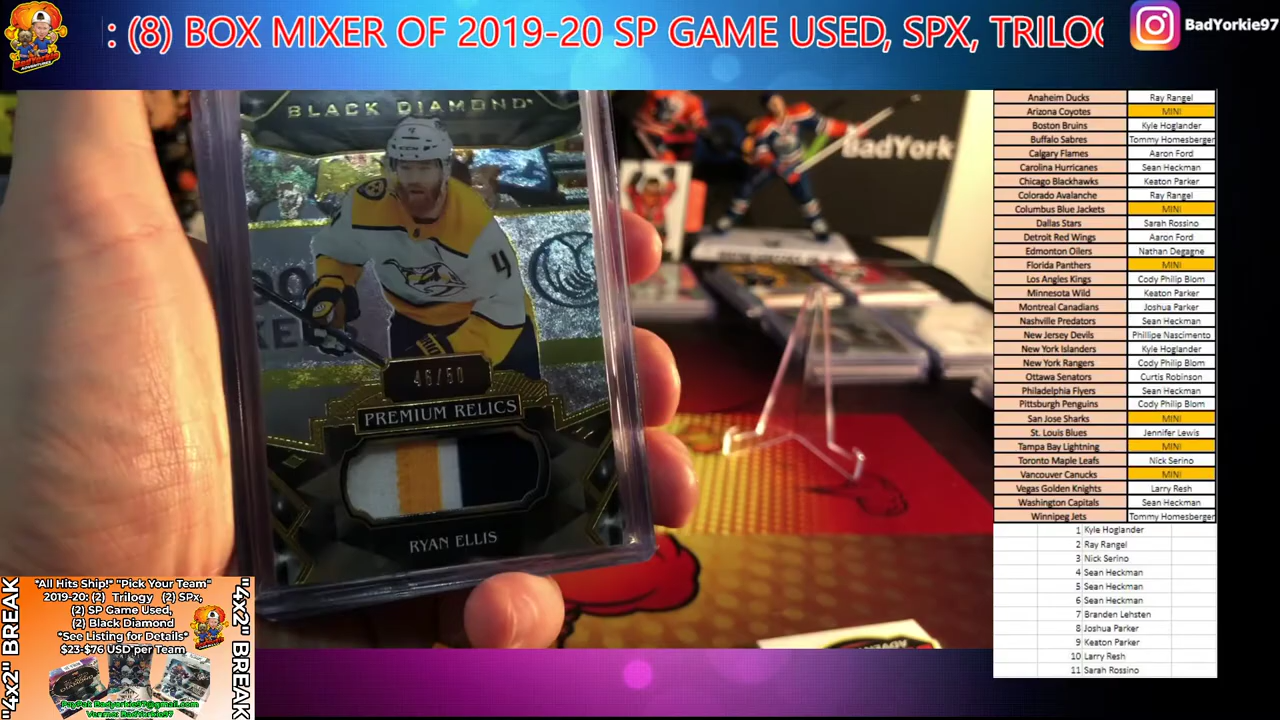 : (8) BOX MIXER OF 2019-20 SP GAME USED, SPX, TRILOG
BadYorkie97
BLACK DIAMOND
4
4
46/50
PREMIUM RELICS
RYAN ELLIS
BadYork
Anaheim Ducks Ray Rangel
Arizona Coyotes MINI
Boston Bruins Kyle Hoglander
Buffalo Sabres Tommy Homesberger
Calgary Flames Aaron Ford
Carolina Hurricanes Sean Heckman
Chicago Blackhawks Keaton Parker
Colorado Avalanche Ray Rangel
Columbus Blue Jackets MINI
Dallas Stars Sarah Rossino
Detroit Red Wings Aaron Ford
Edmonton Oilers Nathan Degagne
Florida Panthers MINI
Los Angeles Kings Cody Philip Blom
Minnesota Wild Keaton Parker
Montreal Canadians Joshua Parker
Nashville Predators Sean Heckman
New Jersey Devils Phillipe Nascimento
New York Islanders Kyle Hoglander
New York Rangers Cody Philip Blom
Ottawa Senators Curtis Robinson
Philadelphia Flyers Sean Heckman
Pittsburgh Penguins Cody Philip Blom
San Jose Sharks MINI
St. Louis Blues Jennifer Lewis
Tampa Bay Lightning MINI
Toronto Maple Leafs Nick Serino
Vancouver Canucks MINI
Vegas Golden Knights Larry Resh
Washington Capitals Sean Heckman
Winnipeg Jets Tommy Homesberger
1 Kyle Hoglander
2 Ray Rangel
3 Nick Serino
4 Sean Heckman
5 Sean Heckman
6 Sean Heckman
7 Branden Lehsten
8 Joshua Parker
9 Keaton Parker
10 Larry Resh
11 Sarah Rossino
"4x2" BREAK
"All Hits Ship!" "Pick Your Team"
2019-20: (2) Trilogy (2) SPx,
(2) SP Game Used,
(2) Black Diamond
*See Listing for Details*
$23-$76 USD per Team
PayPal: Badyorkie97@gmail.com
Venmo: BadYorkie97
"4x2" BREAK